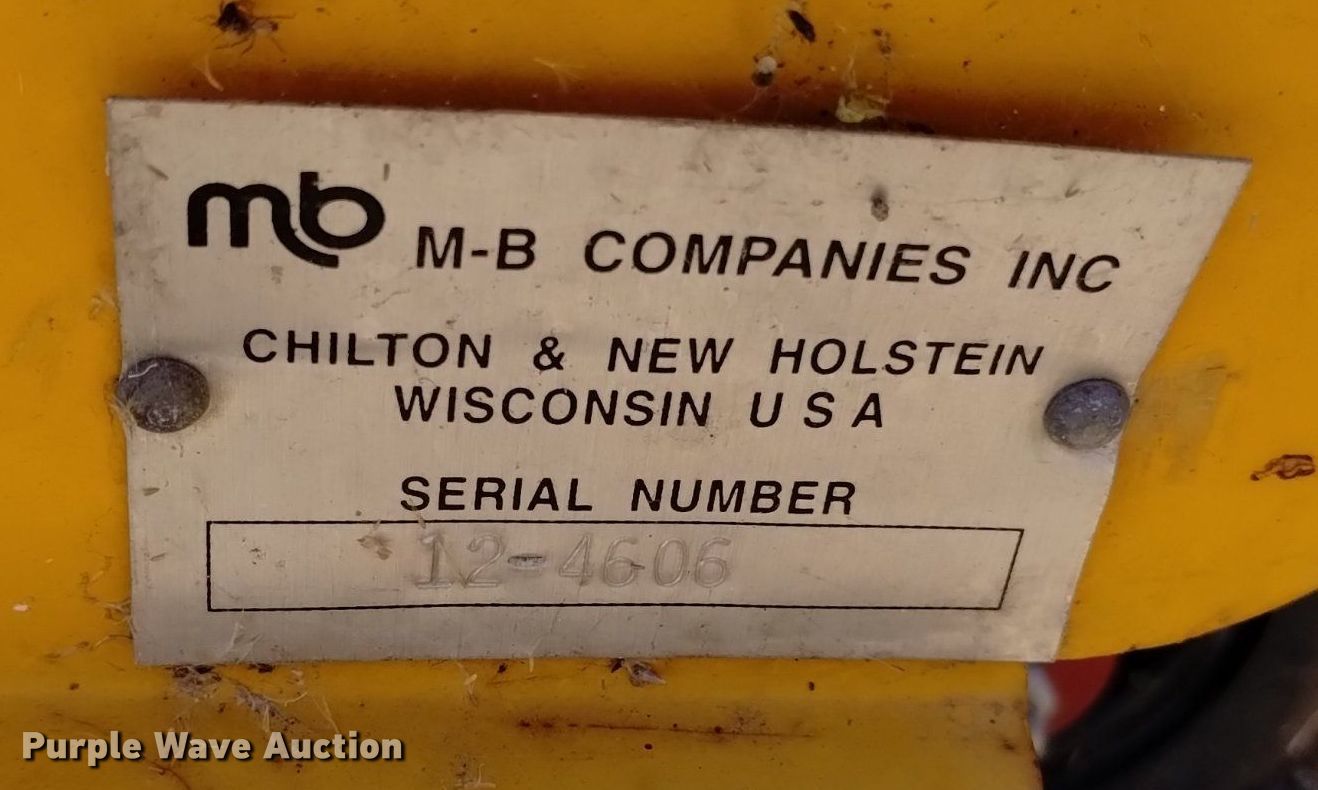 mb M-B COMPANIES INC
CHILTON & NEW HOLSTEIN
WISCONSIN U S A
SERIAL NUMBER
12-4606
Purple Wave Auction